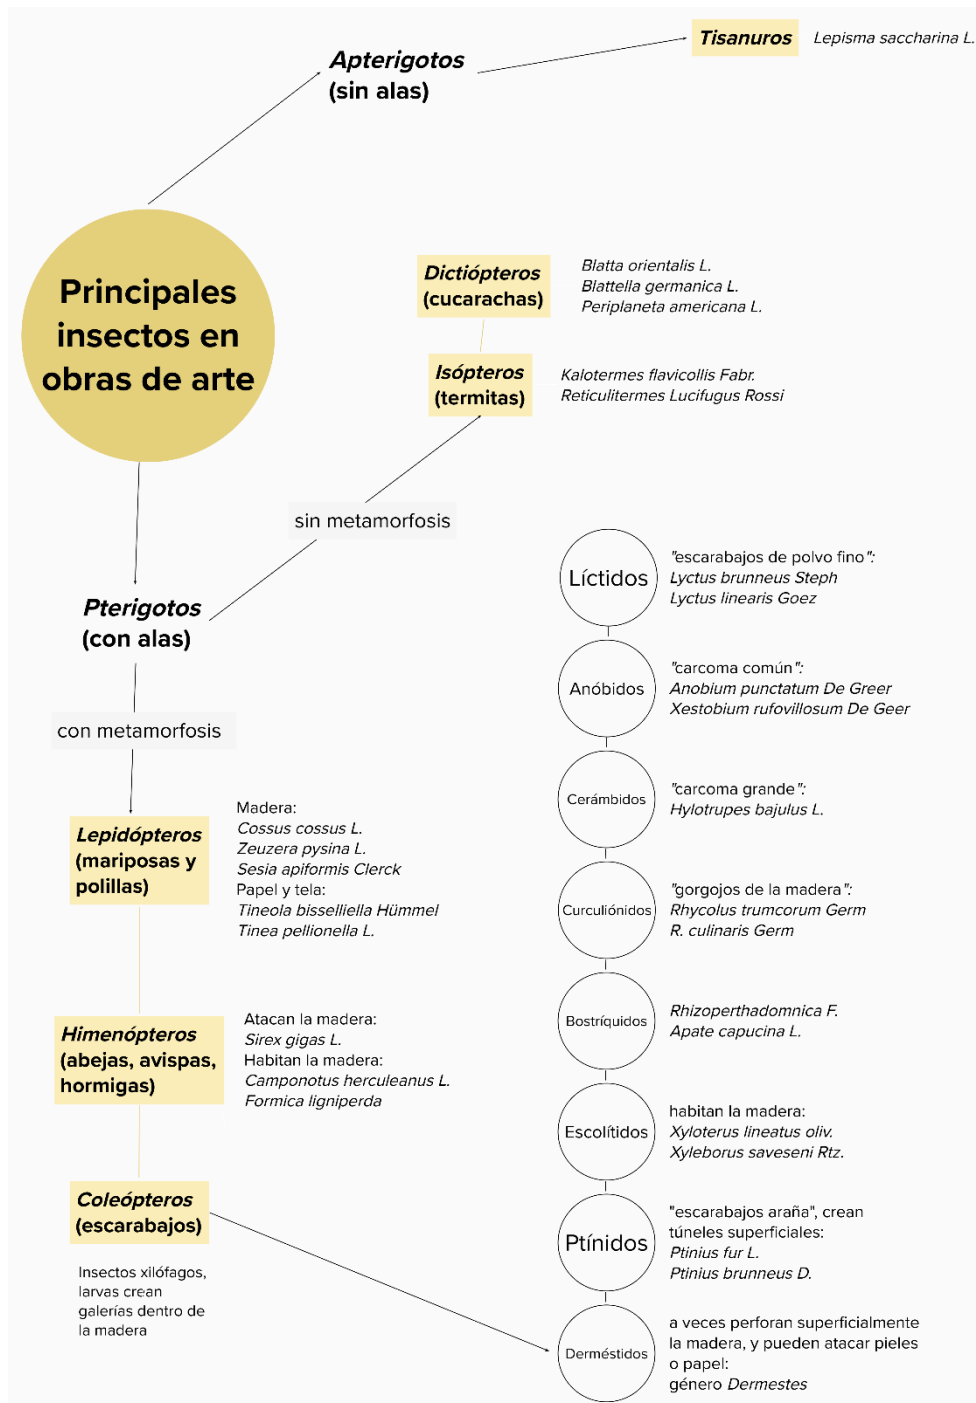 Principales
insectos en
obras de arte
Apterigotos
(sin alas)
Tisanuros
Lepisma saccharina L.
Dictiópteros
(cucarachas)
Blatta orientalis L.
Blattella germanica L.
Periplaneta americana L.
Isópteros
(termitas)
Kalotermes flavicollis Fabr.
Reticulitermes Lucifugus Rossi
sin metamorfosis
Pterigotos
(con alas)
con metamorfosis
Lepidópteros
(mariposas y
polillas)
Madera:
Cossus cossus L.
Zeuzera pysina L.
Sesia apiformis Clerck
Papel y tela:
Tineola bisselliella Hümmel
Tinea pellionella L.
Himenópteros
(abejas, avispas,
hormigas)
Atacan la madera:
Sirex gigas L.
Habitan la madera:
Camponotus herculeanus L.
Formica ligniperda
Coleópteros
(escarabajos)
Insectos xilófagos,
larvas crean
galerías dentro de
la madera
Líctidos
"escarabajos de polvo fino":
Lyctus brunneus Steph
Lyctus linearis Goez
Anóbidos
"carcoma común":
Anobium punctatum De Greer
Xestobium rufovillosum De Geer
Cerámbidos
"carcoma grande":
Hylotrupes bajulus L.
Curculiónidos
"gorgojos de la madera":
Rhycolus trumcorum Germ
R. culinaris Germ
Bostríquidos
Rhizoperthadomnica F.
Apate capucina L.
Escolítidos
habitan la madera:
Xyloterus lineatus oliv.
Xyleborus saveseni Rtz.
Ptínidos
"escarabajos araña", crean
túneles superficiales:
Ptinius fur L.
Ptinius brunneus D.
Derméstidos
a veces perforan superficialmente
la madera, y pueden atacar pieles
o papel:
género Dermestes